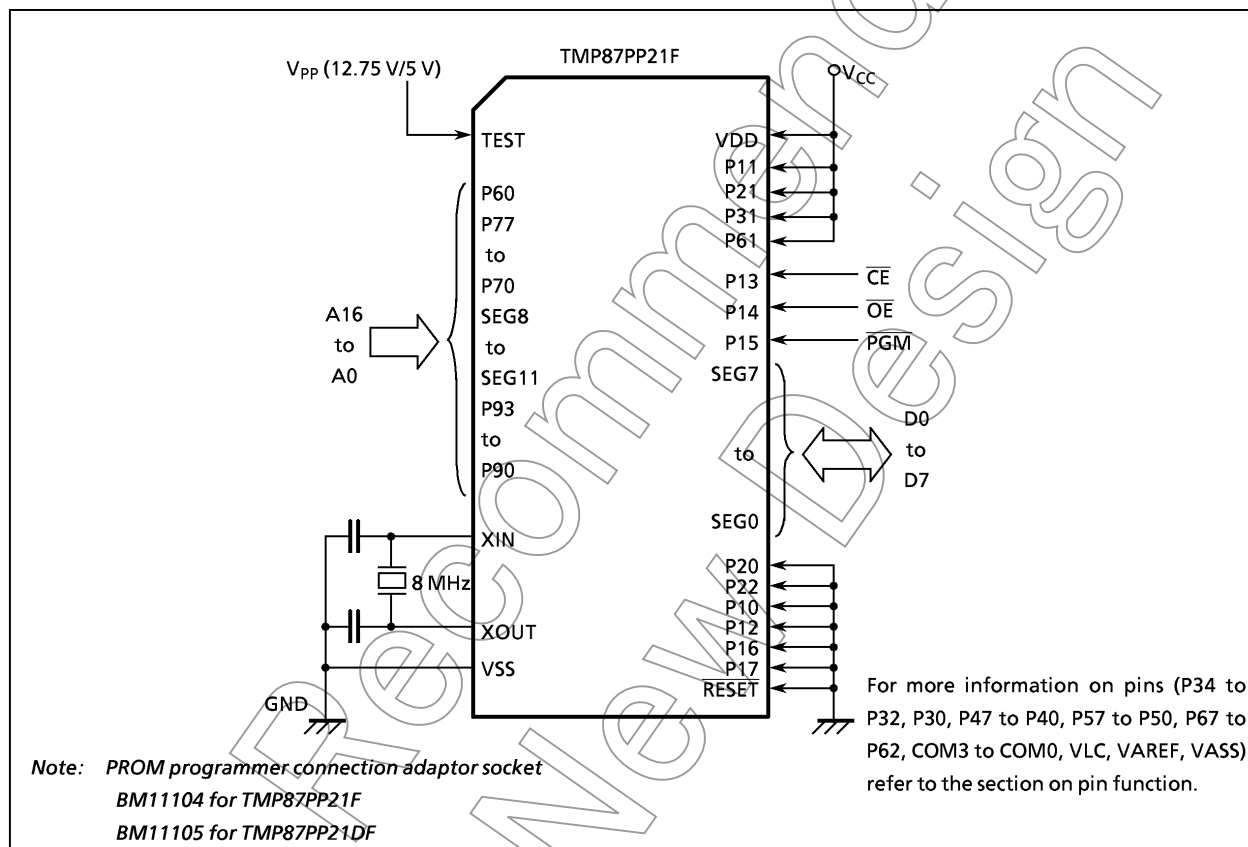 TMP87PP21F
VPP (12.75 V/5 V)
VCC
TEST
P60
P77
to
P70
SEG8
to
SEG11
P93
to
P90
A16
to
A0
XIN
8 MHz
XOUT
VSS
GND
VDD
P11
P21
P31
P61
P13
CE
P14
OE
P15
PGM
SEG7
to
SEG0
D0
to
D7
P20
P22
P10
P12
P16
P17
RESET
For more information on pins (P34 to
P32, P30, P47 to P40, P57 to P50, P67 to
P62, COM3 to COM0, VLC, VAREF, VASS)
refer to the section on pin function.
Note: PROM programmer connection adaptor socket
BM11104 for TMP87PP21F
BM11105 for TMP87PP21DF
Recommend
New Design